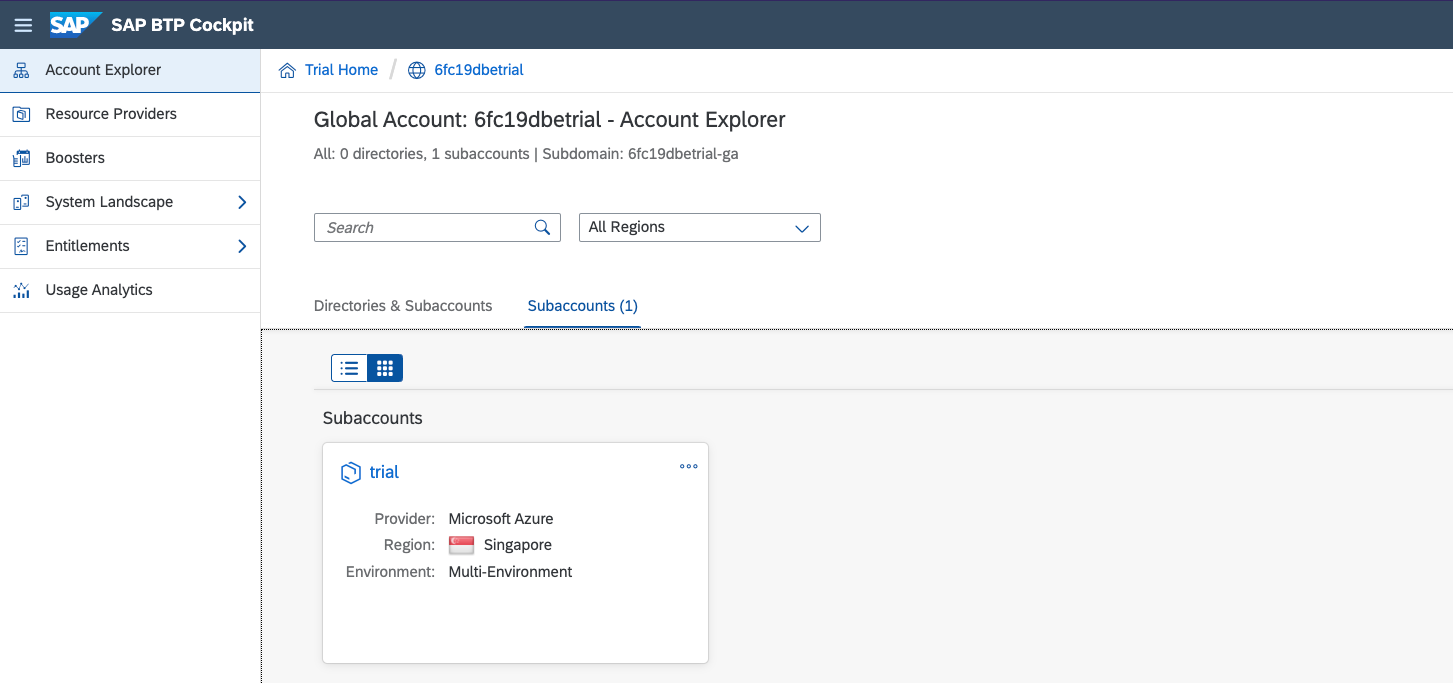 SAP SAP BTP Cockpit
Account Explorer
Resource Providers
Boosters
System Landscape
Entitlements
Usage Analytics
Trial Home / 6fc19dbetrial
Global Account: 6fc19dbetrial - Account Explorer
All: 0 directories, 1 subaccounts | Subdomain: 6fc19dbetrial-ga
Search
All Regions
Directories & Subaccounts
Subaccounts (1)
Subaccounts
trial
Provider: Microsoft Azure
Region: Singapore
Environment: Multi-Environment